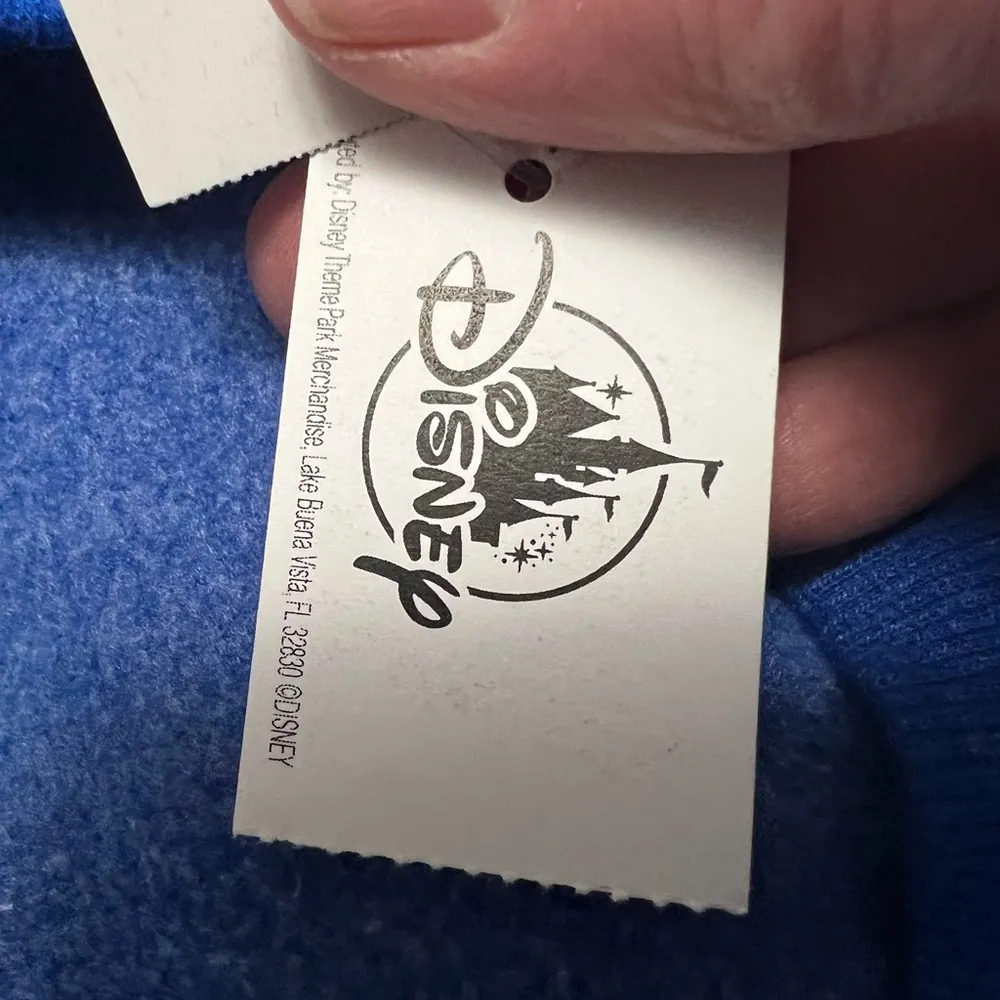 Disney
by: Disney Theme Park Merchandise, Lake Buena Vista, FL 32830 ©DISNEY